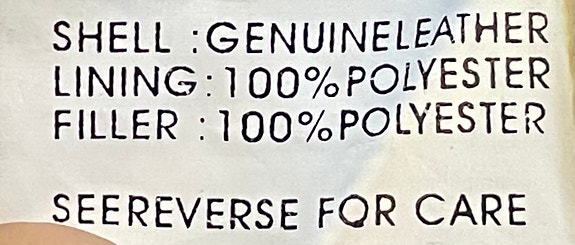 SHELL :GENUINELEATHER
LINING:100%POLYESTER
FILLER :100%POLYESTER
SEEREVERSE FOR CARE